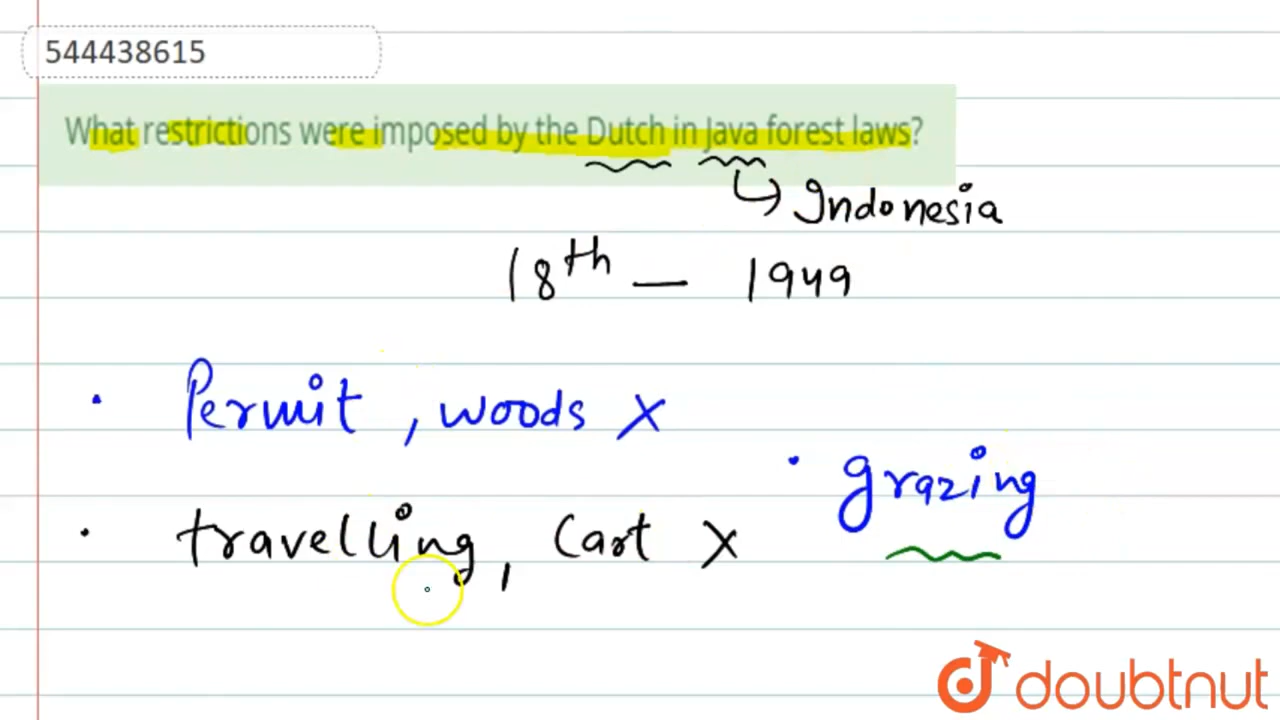 544438615
What restrictions were imposed by the Dutch in Java forest laws?
Indonesia
18th — 1949
· Permit, woods X
· grazing
· travelling, Cart X
doubtnut